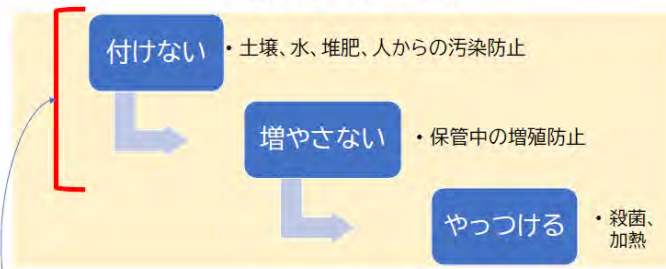 付けない
・土壌、水、堆肥、人からの汚染防止
増やさない
・保管中の増殖防止
やっつける
・殺菌、
加熱